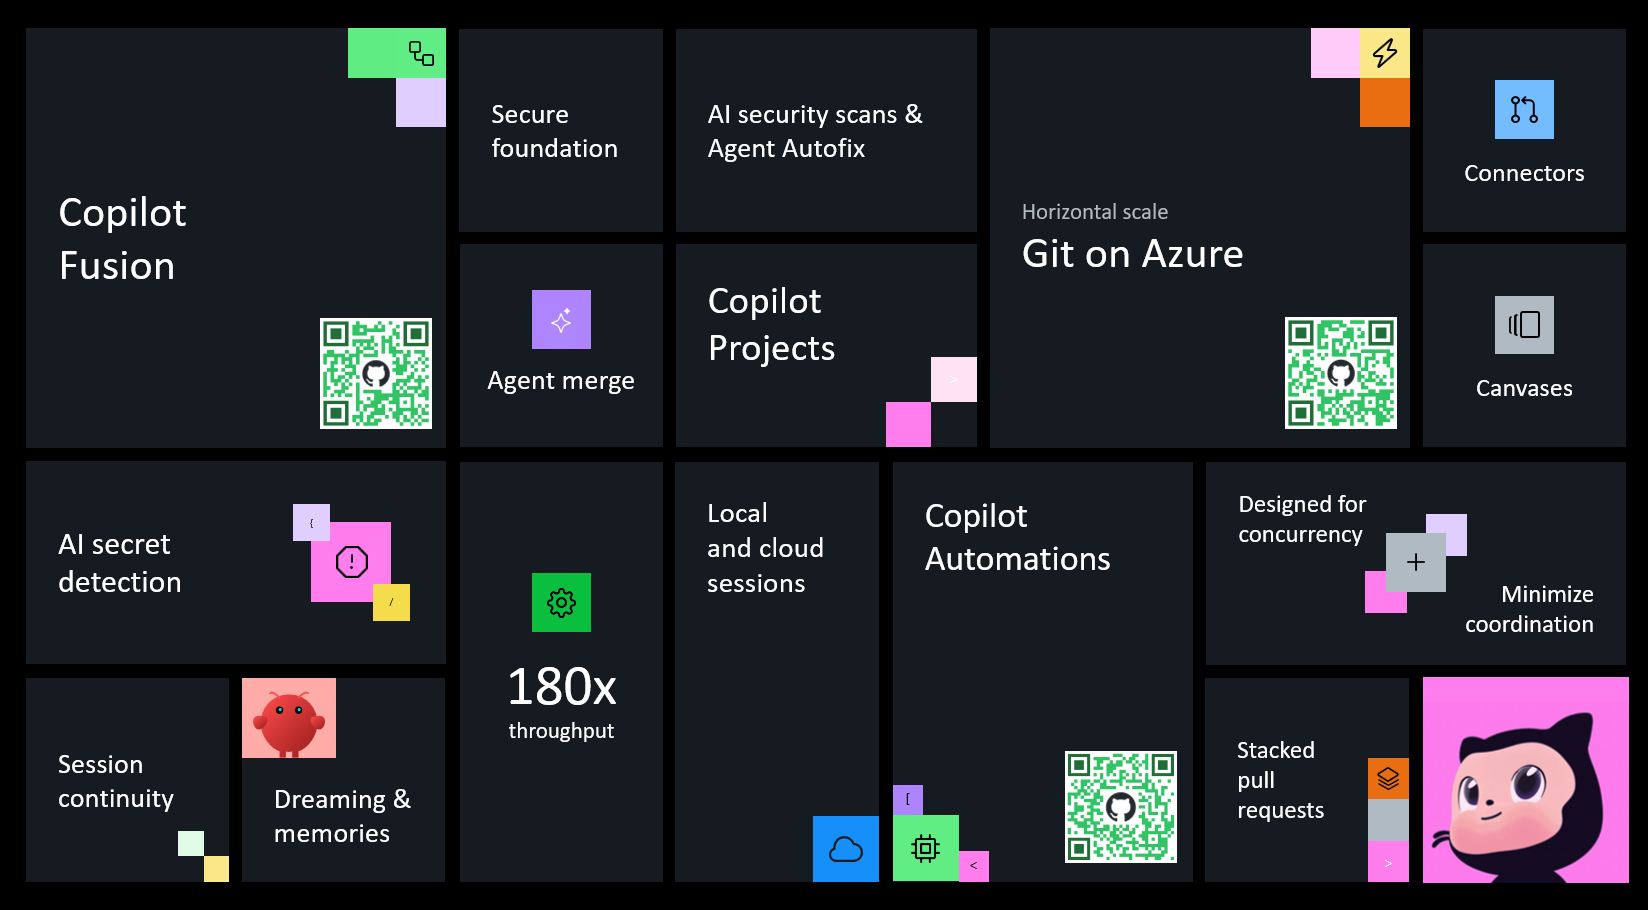 Copilot
Fusion
Secure
foundation
AI security scans &
Agent Autofix
Horizontal scale
Git on Azure
Connectors
Agent merge
Copilot
Projects
>
Canvases
AI secret
detection
{
/
180x
throughput
Local
and cloud
sessions
Copilot
Automations
[
<
Designed for
concurrency
Minimize
coordination
Session
continuity
Dreaming &
memories
Stacked
pull
requests
>